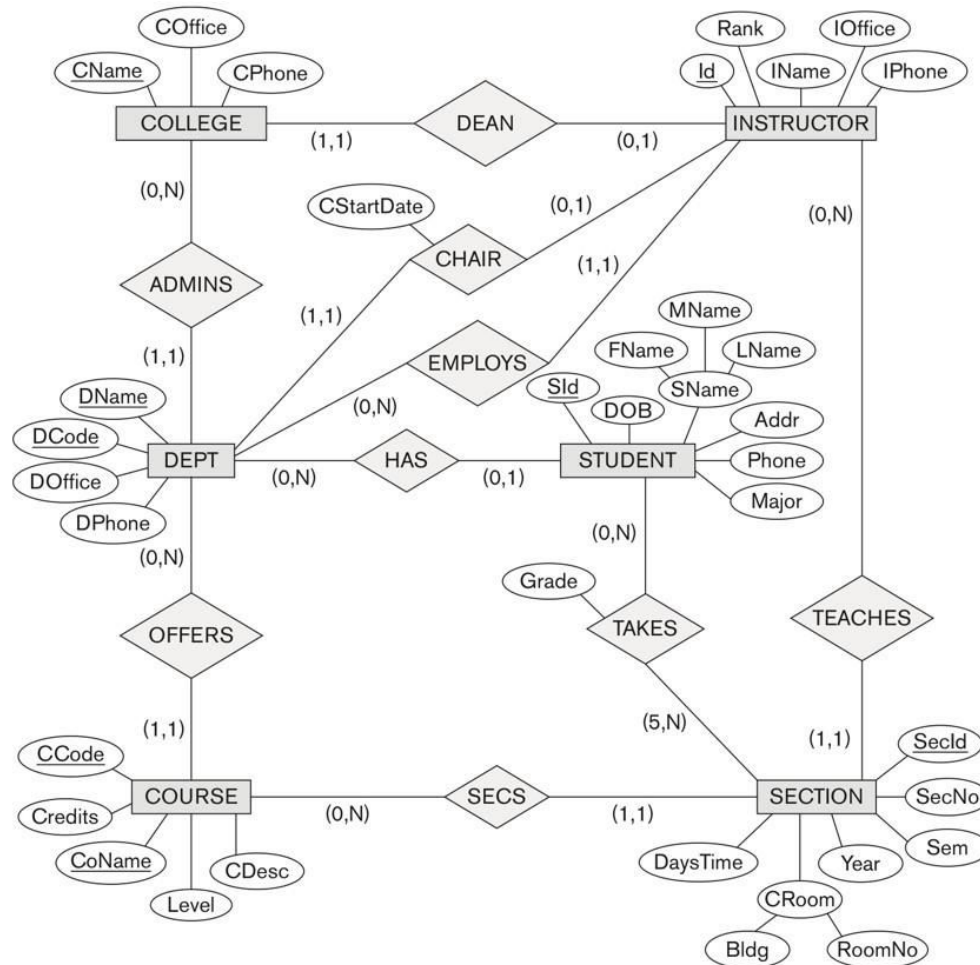 COffice
CName
CPhone
COLLEGE
(1,1)
DEAN
(0,1)
Rank
IOffice
Id
IName
IPhone
INSTRUCTOR
(0,N)
CStartDate
(0,1)
(0,N)
CHAIR
ADMINS
(1,1)
(1,1)
MName
(1,1)
EMPLOYS
FName
LName
DName
(0,N)
SId
SName
DCode
DOB
Addr
DEPT
(0,N)
HAS
(0,1)
STUDENT
Phone
DOffice
DPhone
Major
(0,N)
(0,N)
Grade
OFFERS
TAKES
TEACHES
(1,1)
(5,N)
(1,1)
CCode
SecId
COURSE
(0,N)
SECS
(1,1)
SECTION
SecNo
Credits
CoName
CDesc
DaysTime
Year
Sem
Level
CRoom
Bldg
RoomNo